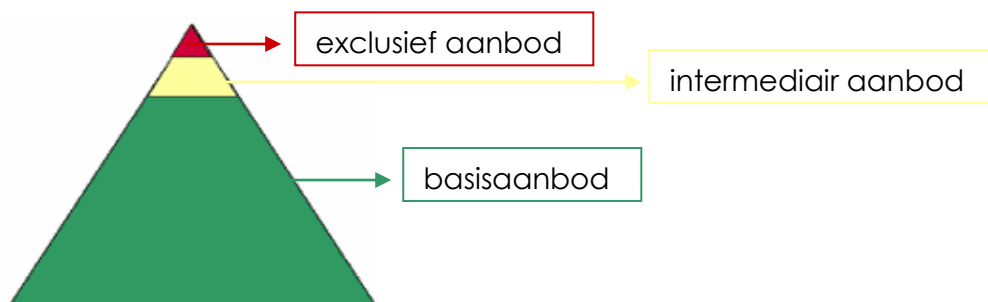 exclusief aanbod
intermediair aanbod
basisaanbod